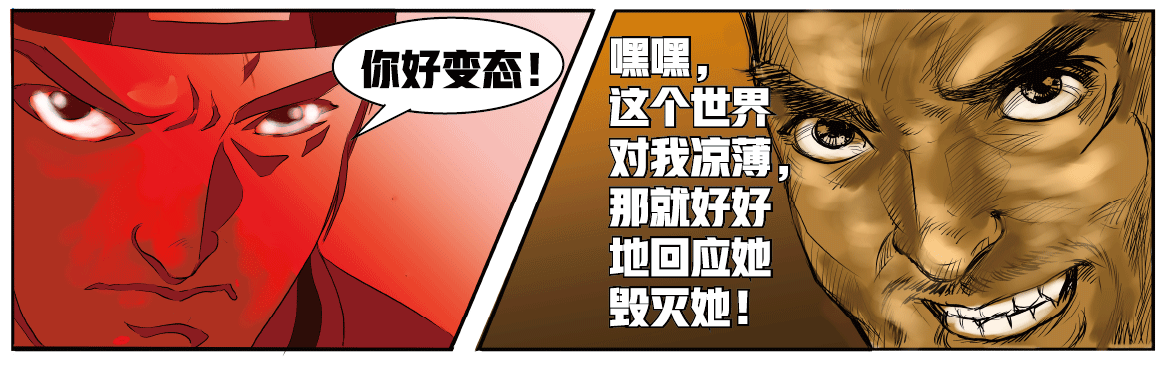 你好变态！
嘿嘿，
这个世界
对我凉薄，
那就好好
地回应她
毁灭她！